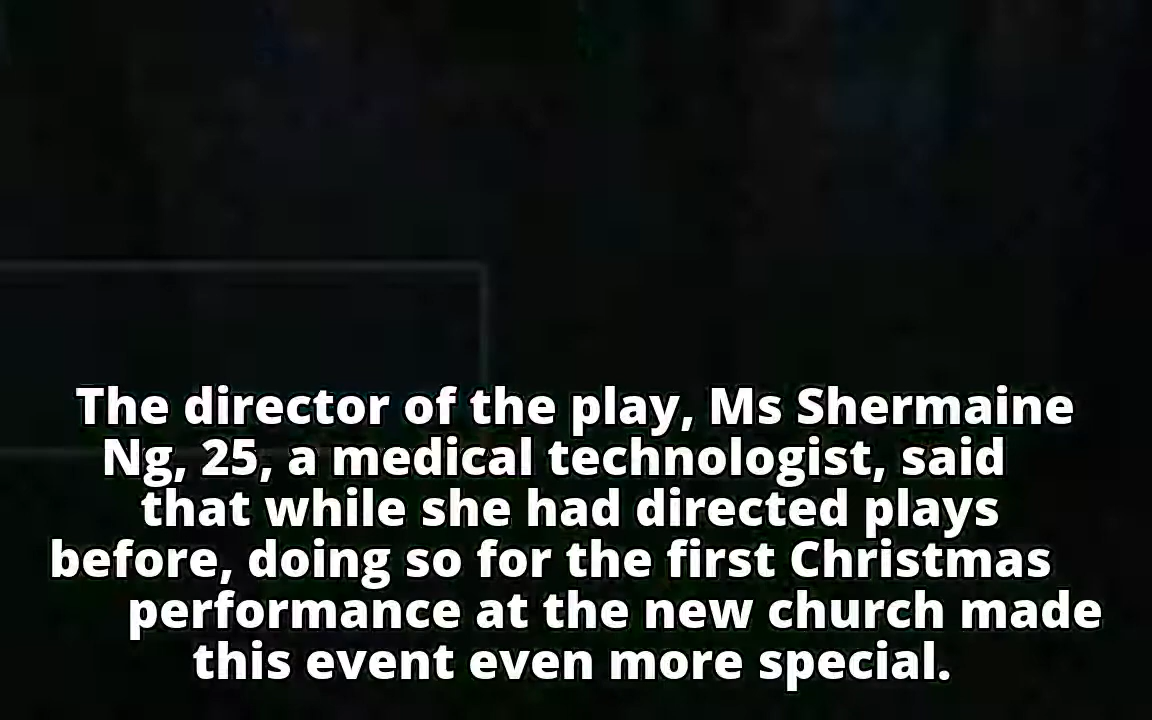 The director of the play, Ms Shermaine
Ng, 25, a medical technologist, said
that while she had directed plays
before, doing so for the first Christmas
performance at the new church made
this event even more special.